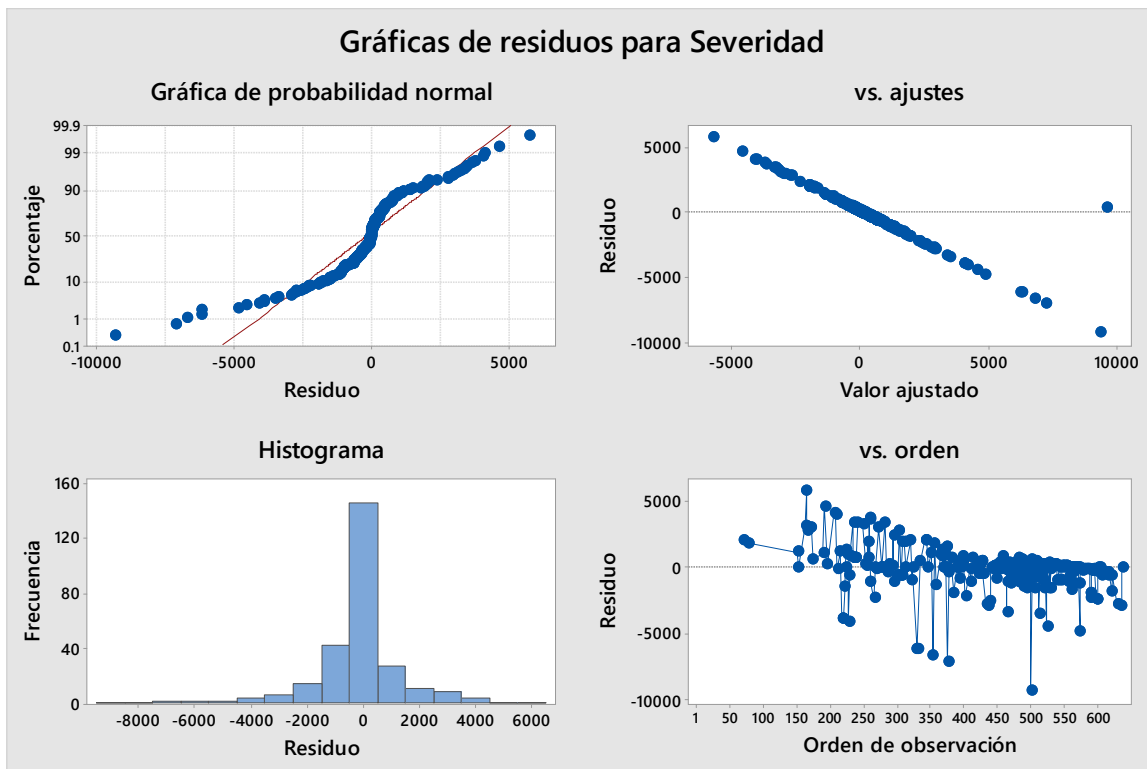 Gráficas de residuos para Severidad
Gráfica de probabilidad normal
99.9
99
90
50
10
1
0.1
Porcentaje
-10000 -5000 0 5000
Residuo
vs. ajustes
5000
0
-5000
-10000
Residuo
-5000 0 5000 10000
Valor ajustado
Histograma
160
120
80
40
0
Frecuencia
-8000 -6000 -4000 -2000 0 2000 4000 6000
Residuo
vs. orden
5000
0
-5000
-10000
Residuo
1 50 100 150 200 250 300 350 400 450 500 550 600
Orden de observación